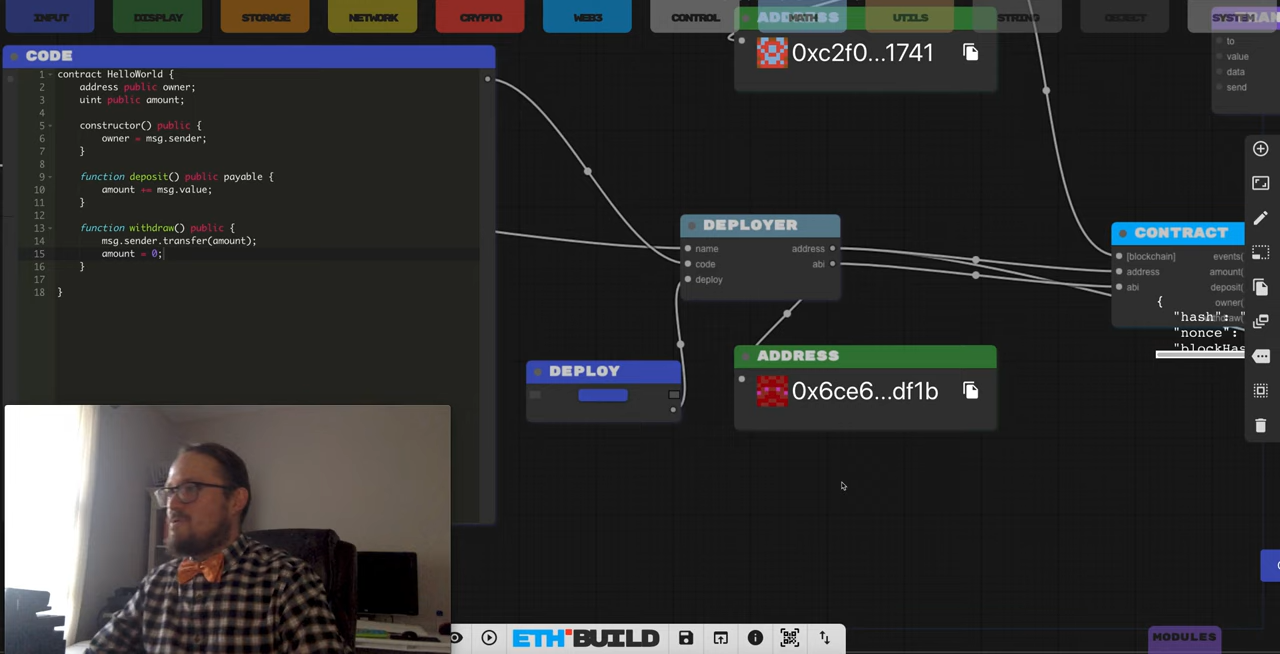 INPUT
DISPLAY
STORAGE
NETWORK
CRYPTO
WEB3
CONTROL
MATH
UTILS
STRING
OBJECT
SYSTEM
ADDRESS
0xc2f0...1741
to
value
data
send
CODE
1 contract HelloWorld {
2 address public owner;
3 uint public amount;
4
5 constructor() public {
6 owner = msg.sender;
7 }
8
9 function deposit() public payable {
10 amount += msg.value;
11 }
12
13 function withdraw() public {
14 msg.sender.transfer(amount);
15 amount = 0;
16 }
17
18 }
DEPLOYER
name address
code abi
deploy
CONTRACT
[blockchain] events(
address amount(
abi deposit(
owner(
{
"hash": "
"nonce":
"blockHas
DEPLOY
ADDRESS
0x6ce6...df1b
ETH BUILD
MODULES